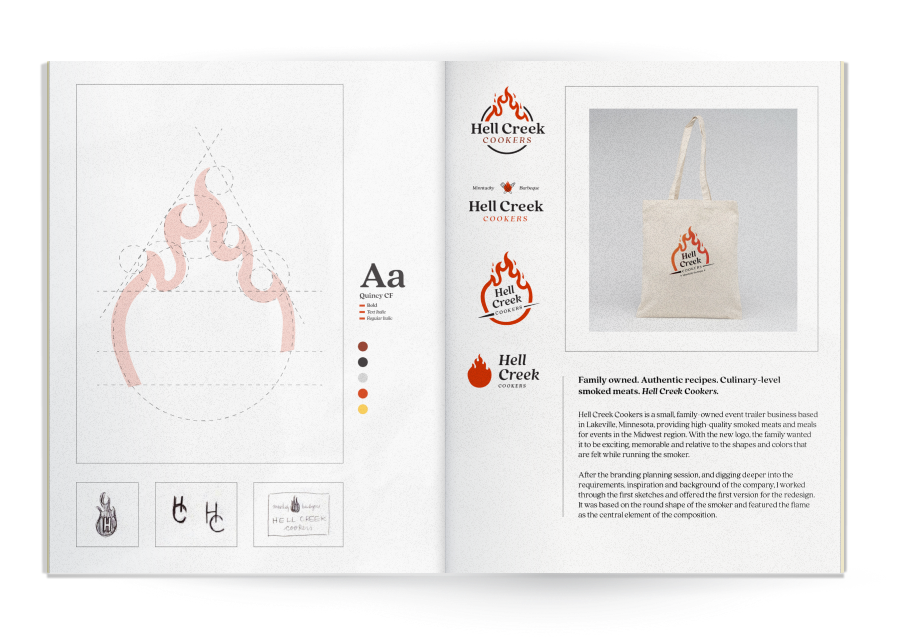 Aa
Quincy CF
Bold
Text Italic
Regular Italic
HC
HC
HELL CREEK
COOKERS
Hell Creek
COOKERS
Barbeque
Hell Creek
COOKERS
Hell
Creek
COOKERS
Hell
Creek
COOKERS
Hell
Creek
COOKERS
Family owned. Authentic recipes. Culinary-level
smoked meats. Hell Creek Cookers.
Hell Creek Cookers is a small, family-owned event trailer business based
in Lakeville, Minnesota, providing high-quality smoked meats and meals
for events in the Midwest region. With the new logo, the family wanted
it to be exciting, memorable and relative to the shapes and colors that
are felt while running the smoker.
After the branding planning session, and digging deeper into the
requirements, inspiration and background of the company, I worked
through the first sketches and offered the first version for the redesign.
It was based on the round shape of the smoker and featured the flame
as the central element of the composition.